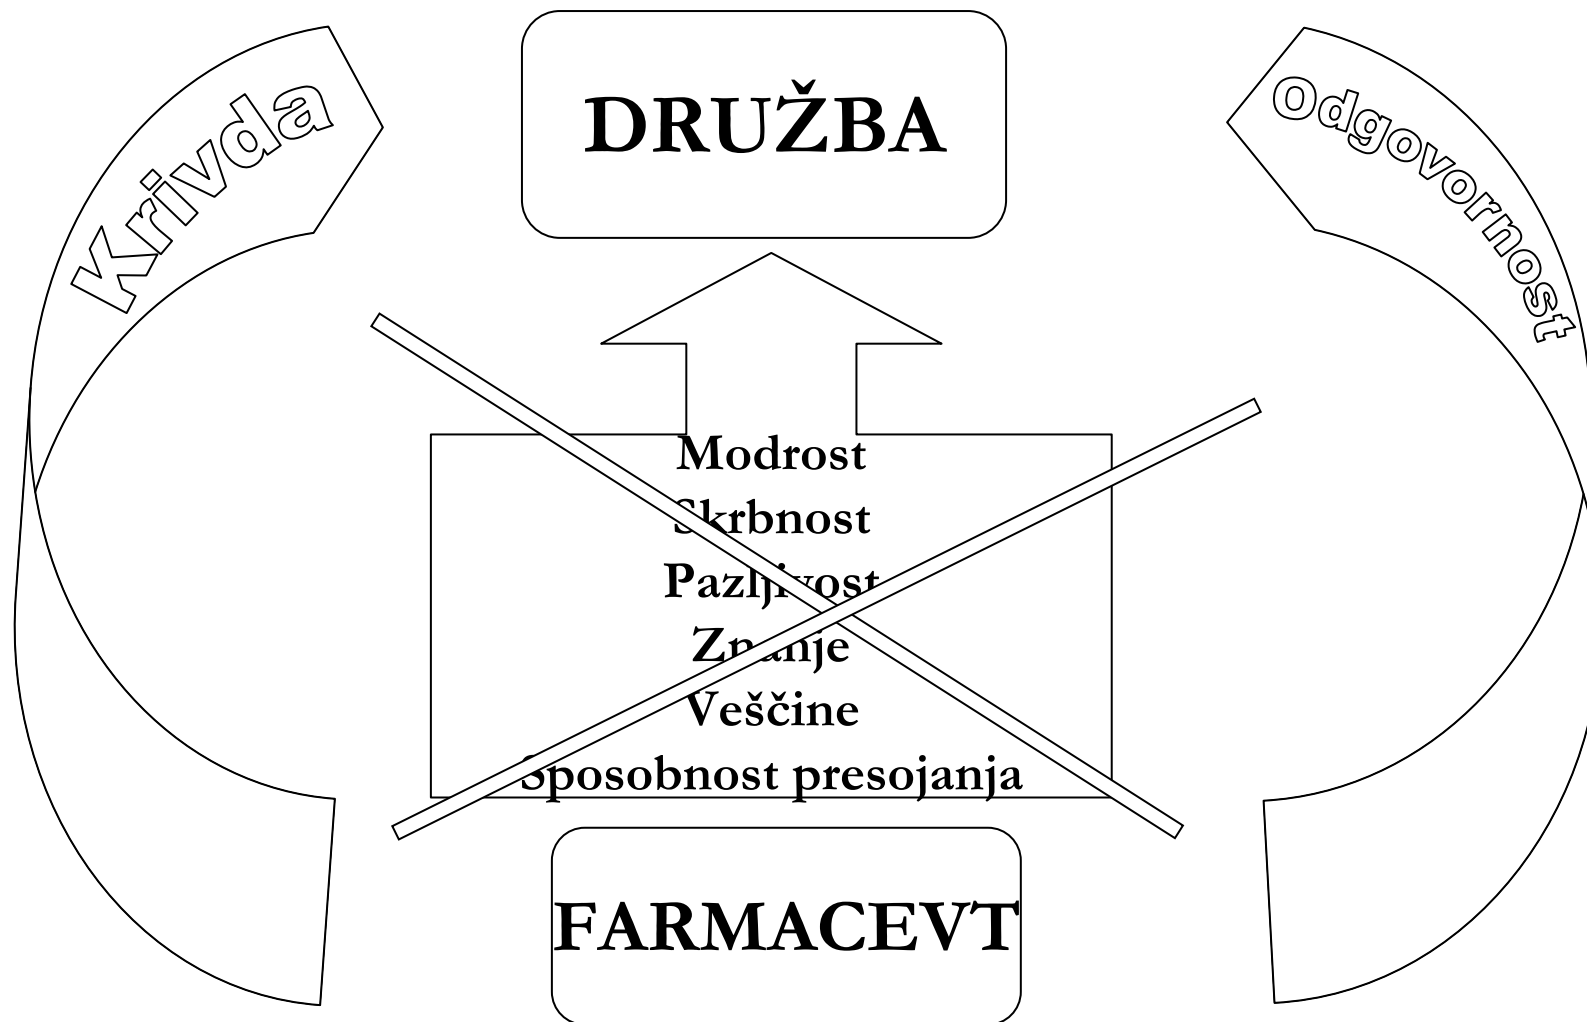 DRUŽBA
Krivda
Odgovornost
Modrost
Skrbnost
Pazljivost
Znanje
Veščine
Sposobnost presojanja
FARMACEVT